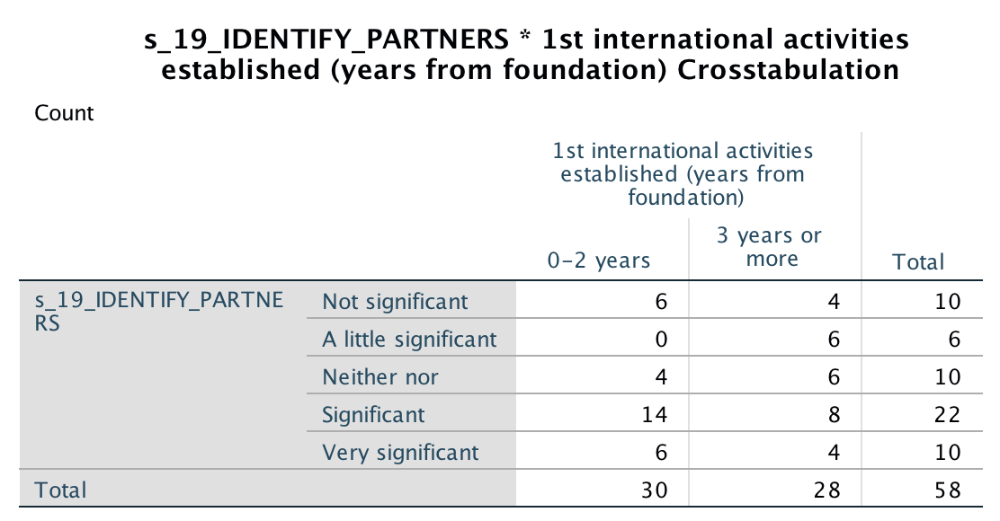 s_19_IDENTIFY_PARTNERS * 1st international activities
established (years from foundation) Crosstabulation
Count
1st international activities
established (years from
foundation)
0-2 years
3 years or
more
Total
s_19_IDENTIFY_PARTNE
RS
Not significant 6 4 10
A little significant 0 6 6
Neither nor 4 6 10
Significant 14 8 22
Very significant 6 4 10
Total 30 28 58